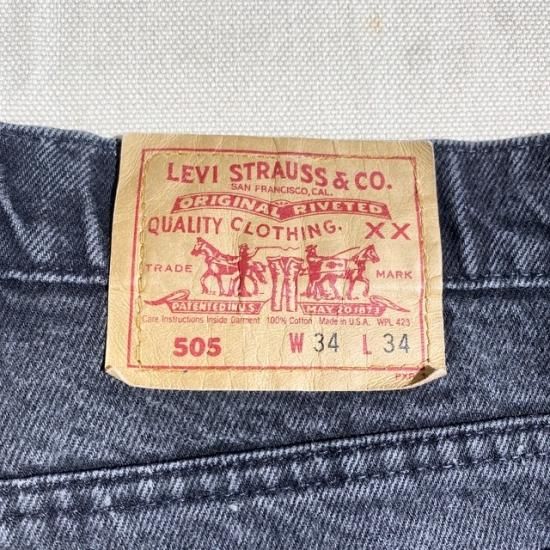 LEVI STRAUSS & CO.
SAN FRANCISCO, CAL.
ORIGINAL RIVETED
QUALITY CLOTHING. XX
TRADE MARK
PATENTED IN U.S. MAY 20 1873
Care Instructions Inside Garment 100% Cotton Made in U.S.A. WPL 423
505 W 34 L 34